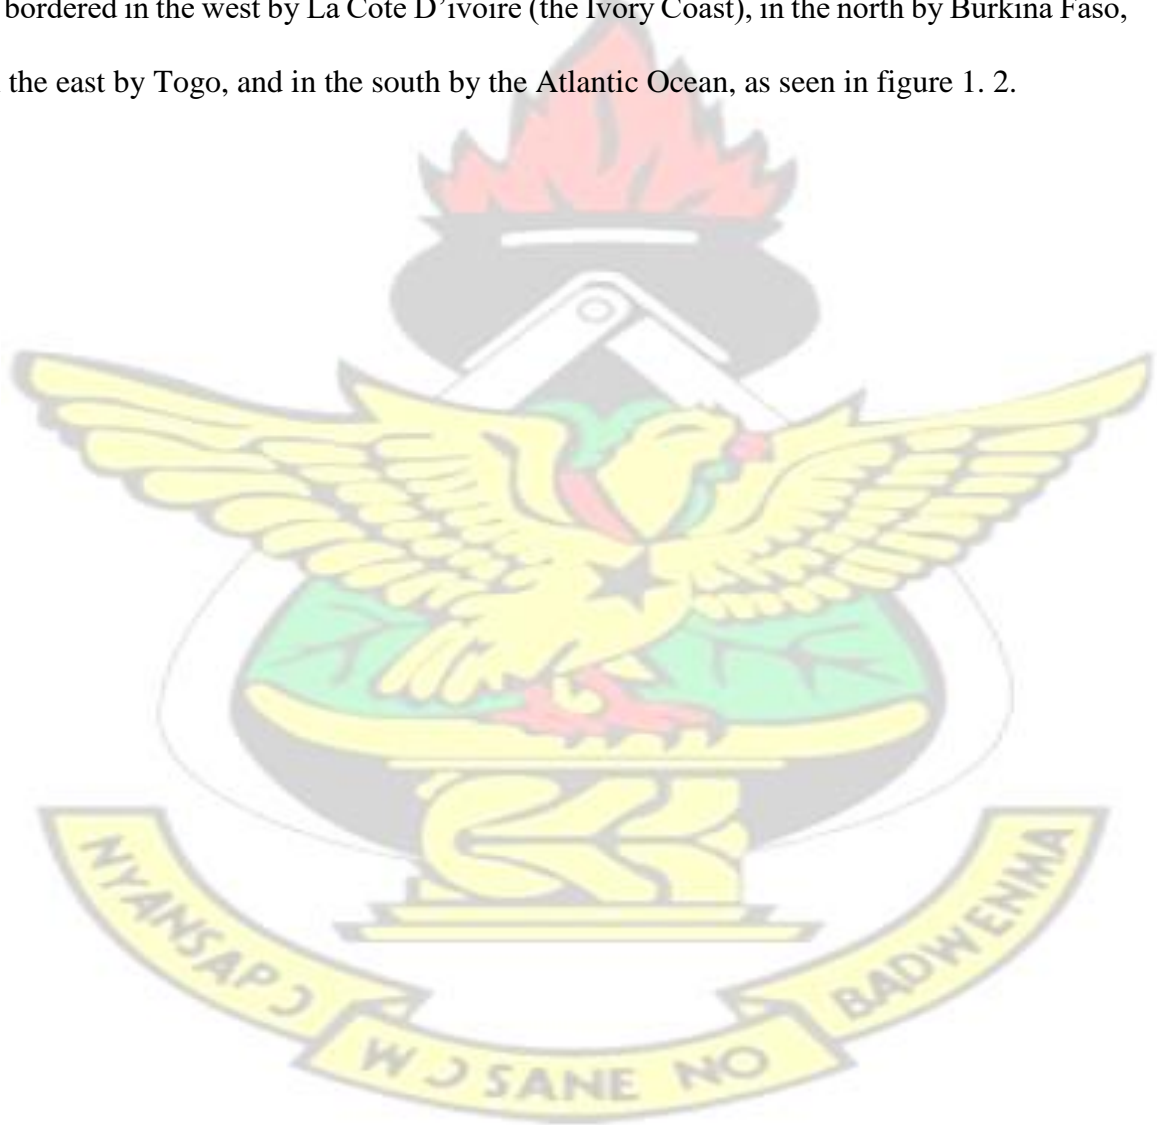 bordered in the west by La Cote D’ivoire (the Ivory Coast), in the north by Burkina Faso,
the east by Togo, and in the south by the Atlantic Ocean, as seen in figure 1. 2.
NYANSAPƆ
WƆSANE NO
BADWENMA